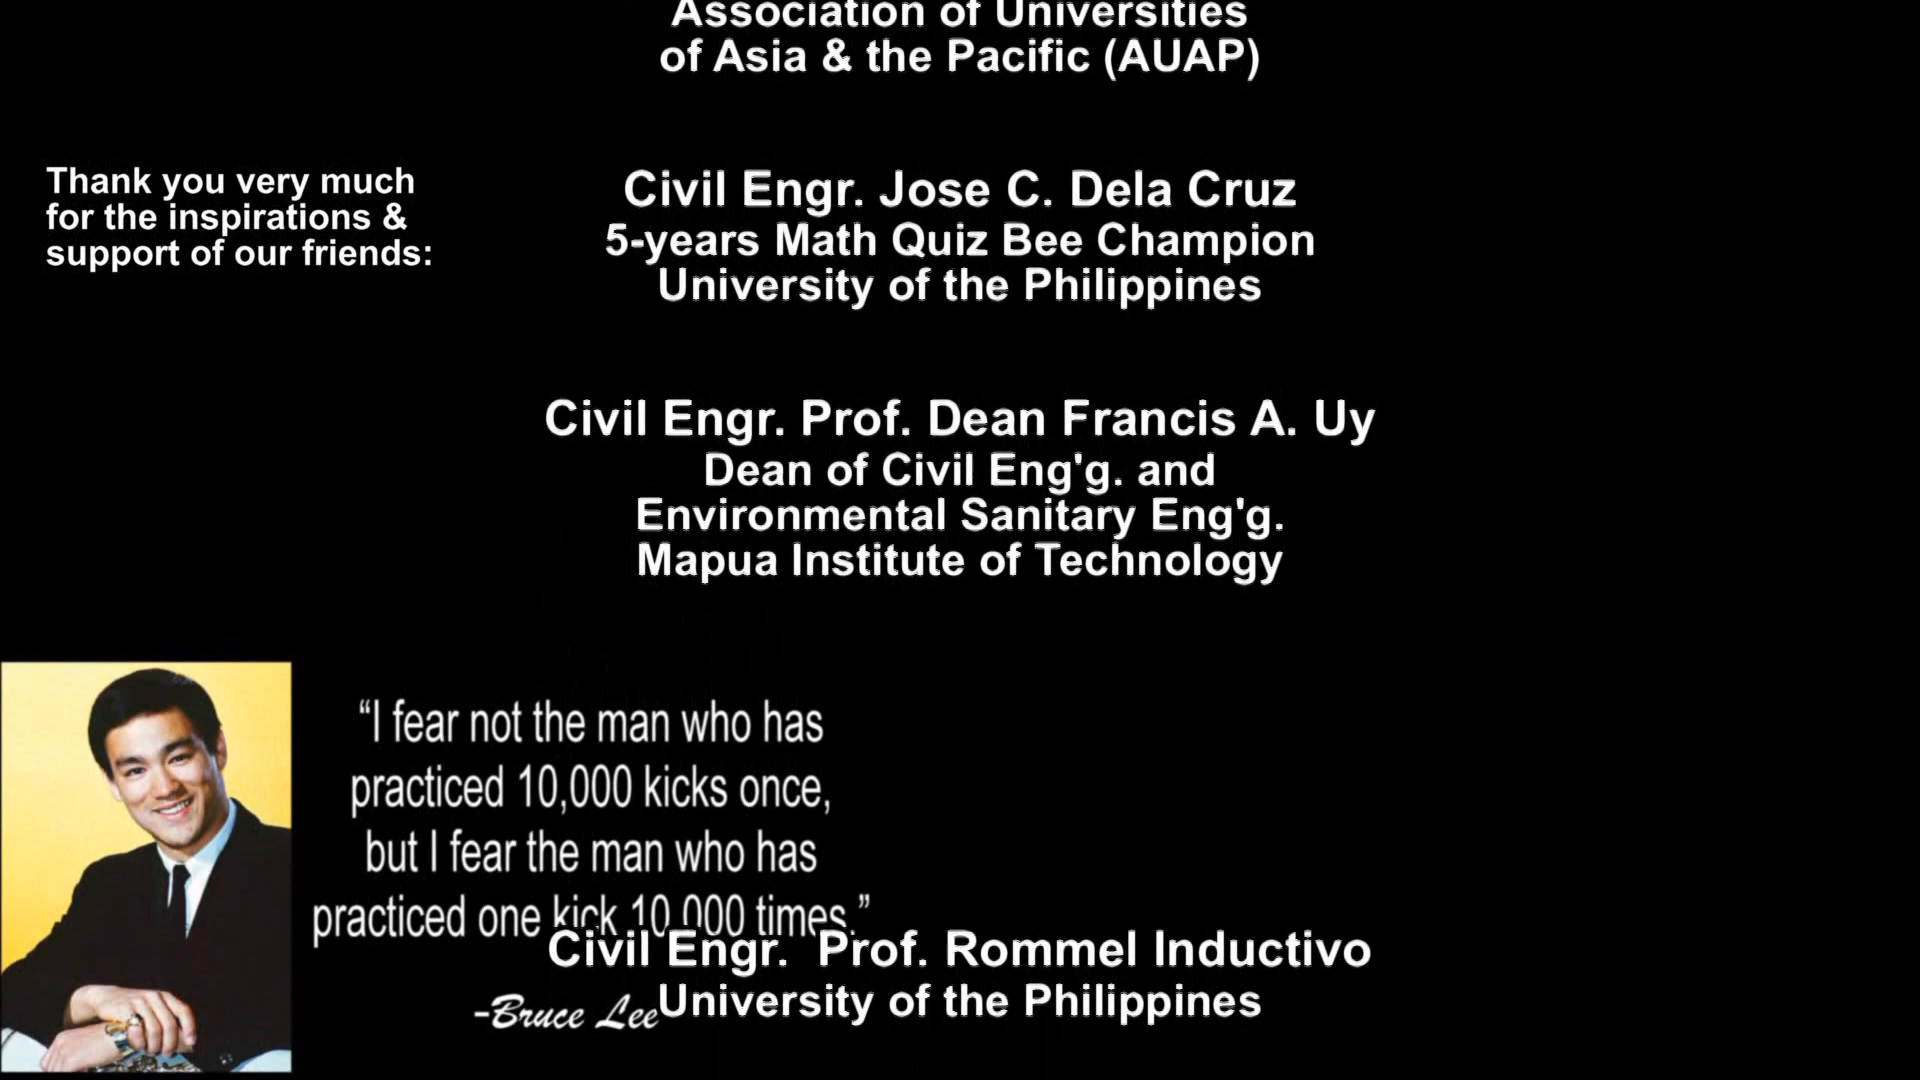 Association of Universities
of Asia & the Pacific (AUAP)
Thank you very much
for the inspirations &
support of our friends:
Civil Engr. Jose C. Dela Cruz
5-years Math Quiz Bee Champion
University of the Philippines
Civil Engr. Prof. Dean Francis A. Uy
Dean of Civil Eng'g. and
Environmental Sanitary Eng'g.
Mapua Institute of Technology
“I fear not the man who has
practiced 10,000 kicks once,
but I fear the man who has
practiced one kick 10,000 times.”
-Bruce Lee
Civil Engr. Prof. Rommel Inductivo
University of the Philippines